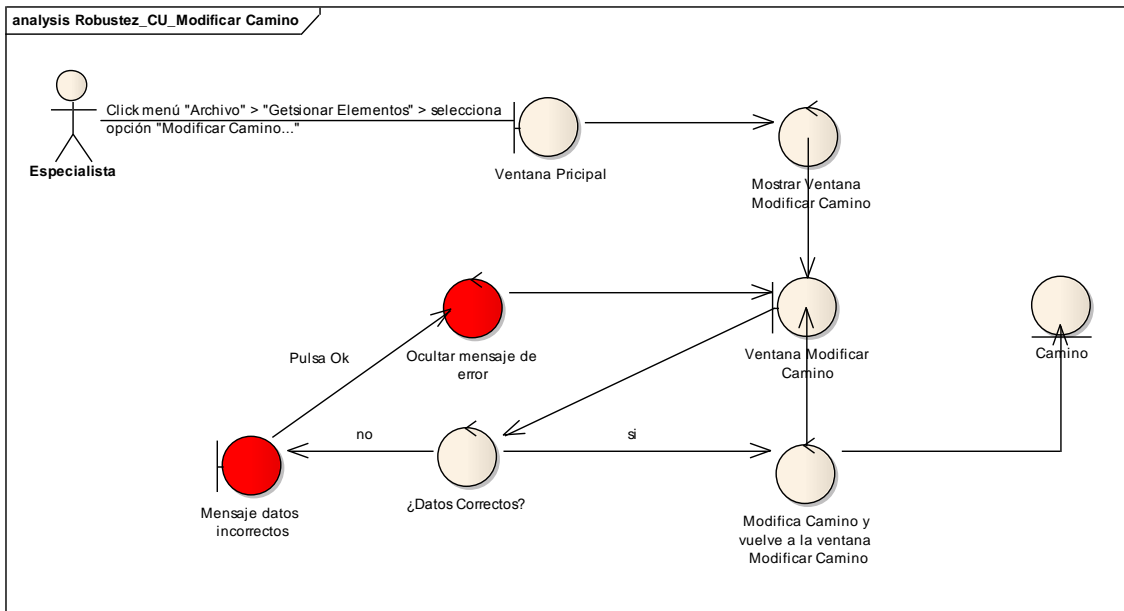 analysis Robustez_CU_Modificar Camino
Click menú "Archivo" > "Getsionar Elementos" > selecciona
opción "Modificar Camino..."
Especialista
Ventana Pricipal
Mostrar Ventana
Modificar Camino
Pulsa Ok
Ocultar mensaje de
error
Ventana Modificar
Camino
Camino
no
si
Mensaje datos
incorrectos
¿Datos Correctos?
Modifica Camino y
vuelve a la ventana
Modificar Camino